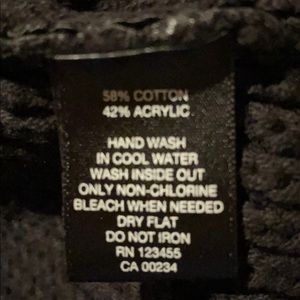 58% COTTON
42% ACRYLIC
HAND WASH
IN COOL WATER
WASH INSIDE OUT
ONLY NON-CHLORINE
BLEACH WHEN NEEDED
DRY FLAT
DO NOT IRON
RN 123455
CA 00234